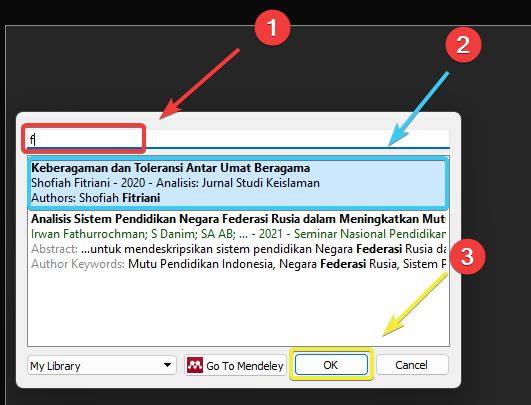 1
2
f
Keberagaman dan Toleransi Antar Umat Beragama
Shofiah Fitriani - 2020 - Analisis: Jurnal Studi Keislaman
Authors: Shofiah Fitriani
Analisis Sistem Pendidikan Negara Federasi Rusia dalam Meningkatkan Mut
Irwan Fathurrochman; S Danim; SA AB; ... - 2021 - Seminar Nasional Pendidikan
Abstract: ...untuk mendeskripsikan sistem pendidikan Negara Federasi Rusia da
Author Keywords: Mutu Pendidikan Indonesia, Negara Federasi Rusia, Sistem P
3
My Library Go To Mendeley OK Cancel